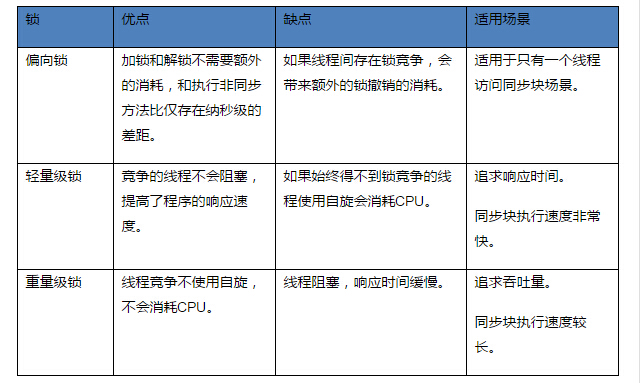 锁
优点
缺点
适用场景
偏向锁
加锁和解锁不需要额外
的消耗，和执行非同步
方法比仅存在纳秒级的
差距。
如果线程间存在锁竞争，会
带来额外的锁撤销的消耗。
适用于只有一个线程
访问同步块场景。
轻量级锁
竞争的线程不会阻塞，
提高了程序的响应速
度。
如果始终得不到锁竞争的线
程使用自旋会消耗CPU。
追求响应时间。
同步块执行速度非常
快。
重量级锁
线程竞争不使用自旋，
不会消耗CPU。
线程阻塞，响应时间缓慢。
追求吞吐量。
同步块执行速度较
长。